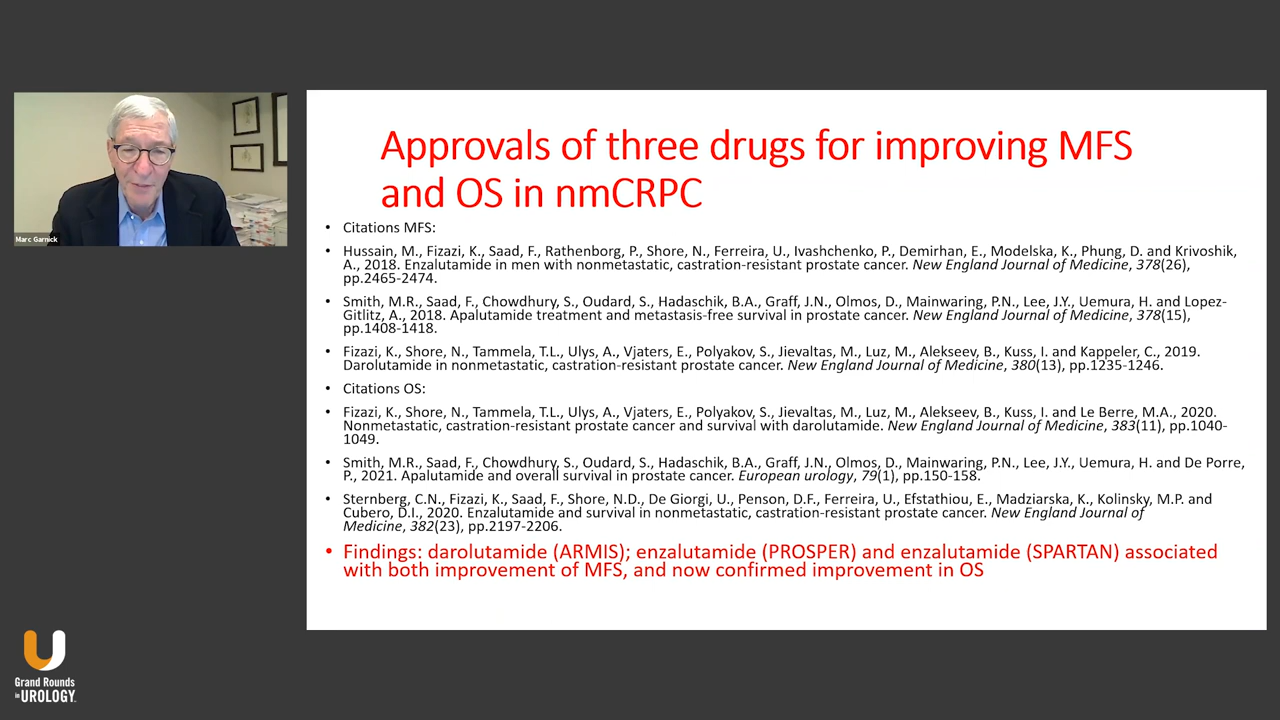 Marc Garnick
Approvals of three drugs for improving MFS
and OS in nmCRPC
• Citations MFS:
• Hussain, M., Fizazi, K., Saad, F., Rathenborg, P., Shore, N., Ferreira, U., Ivashchenko, P., Demirhan, E., Modelska, K., Phung, D. and Krivoshik,
A., 2018. Enzalutamide in men with nonmetastatic, castration-resistant prostate cancer. New England Journal of Medicine, 378(26),
pp.2465-2474.
• Smith, M.R., Saad, F., Chowdhury, S., Oudard, S., Hadaschik, B.A., Graff, J.N., Olmos, D., Mainwaring, P.N., Lee, J.Y., Uemura, H. and Lopez-
Gitlitz, A., 2018. Apalutamide treatment and metastasis-free survival in prostate cancer. New England Journal of Medicine, 378(15),
pp.1408-1418.
• Fizazi, K., Shore, N., Tammela, T.L., Ulys, A., Vjaters, E., Polyakov, S., Jievaltas, M., Luz, M., Alekseev, B., Kuss, I. and Kappeler, C., 2019.
Darolutamide in nonmetastatic, castration-resistant prostate cancer. New England Journal of Medicine, 380(13), pp.1235-1246.
• Citations OS:
• Fizazi, K., Shore, N., Tammela, T.L., Ulys, A., Vjaters, E., Polyakov, S., Jievaltas, M., Luz, M., Alekseev, B., Kuss, I. and Le Berre, M.A., 2020.
Nonmetastatic, castration-resistant prostate cancer and survival with darolutamide. New England Journal of Medicine, 383(11), pp.1040-
1049.
• Smith, M.R., Saad, F., Chowdhury, S., Oudard, S., Hadaschik, B.A., Graff, J.N., Olmos, D., Mainwaring, P.N., Lee, J.Y., Uemura, H. and De Porre,
P., 2021. Apalutamide and overall survival in prostate cancer. European urology, 79(1), pp.150-158.
• Sternberg, C.N., Fizazi, K., Saad, F., Shore, N.D., De Giorgi, U., Penson, D.F., Ferreira, U., Efstathiou, E., Madziarska, K., Kolinsky, M.P. and
Cubero, D.I., 2020. Enzalutamide and survival in nonmetastatic, castration-resistant prostate cancer. New England Journal of
Medicine, 382(23), pp.2197-2206.
• Findings: darolutamide (ARMIS); enzalutamide (PROSPER) and enzalutamide (SPARTAN) associated
with both improvement of MFS, and now confirmed improvement in OS
Grand Rounds
in UROLOGY